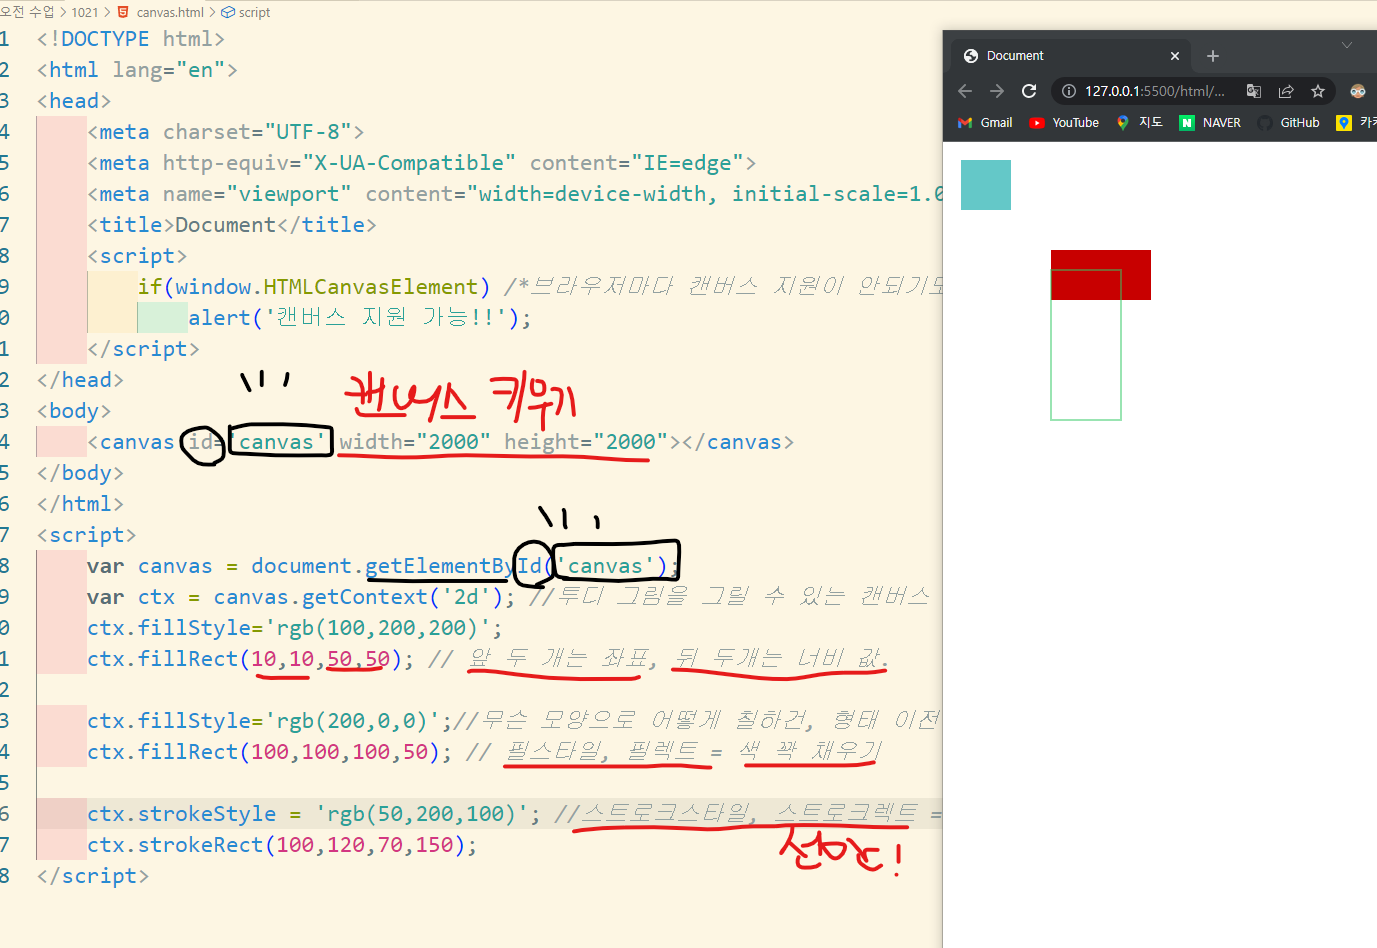 오전 수업 > 1021 > canvas.html > script
1 <!DOCTYPE html>
2 <html lang="en">
3 <head>
4 <meta charset="UTF-8">
5 <meta http-equiv="X-UA-Compatible" content="IE=edge">
6 <meta name="viewport" content="width=device-width, initial-scale=1.0
7 <title>Document</title>
8 <script>
9 if(window.HTMLCanvasElement) /*브라우저마다 캔버스 지원이 안되기도
0 alert('캔버스 지원 가능!!');
1 </script>
2 </head>
캔버스 키우기
3 <body>
4 <canvas id='canvas' width="2000" height="2000"></canvas>
5 </body>
6 </html>
7 <script>
8 var canvas = document.getElementById('canvas');
9 var ctx = canvas.getContext('2d'); //투디 그림을 그릴 수 있는 캔버스
0 ctx.fillStyle='rgb(100,200,200)';
1 ctx.fillRect(10,10,50,50); // 앞 두 개는 좌표, 뒤 두개는 너비 값.
2
3 ctx.fillStyle='rgb(200,0,0)';//무슨 모양으로 어떻게 칠하건, 형태 이전
4 ctx.fillRect(100,100,100,50); // 필스타일, 필렉트 = 색 꽉 채우기
5
6 ctx.strokeStyle = 'rgb(50,200,100)'; //스트로크스타일, 스트로크렉트 =
7 ctx.strokeRect(100,120,70,150);
선만!
8 </script>
Document
127.0.0.1:5500/html/...
Gmail YouTube 지도 NAVER GitHub